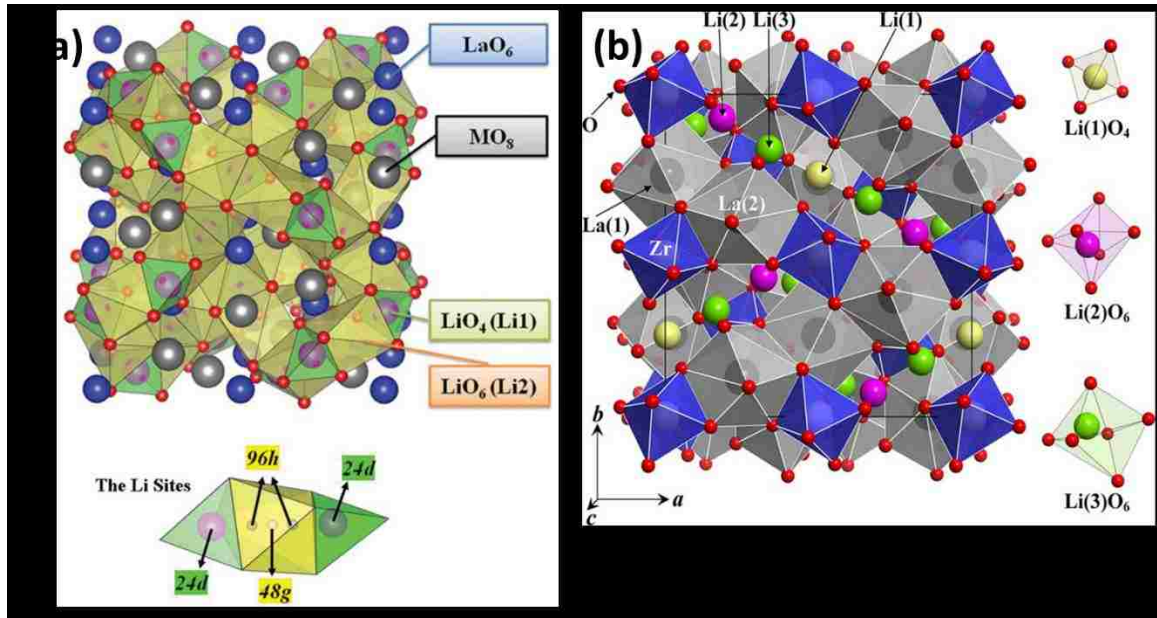 a)
LaO₆
MO₈
LiO₄ (Li1)
LiO₆ (Li2)
The Li Sites
96h
24d
24d
48g
(b)
Li(2) Li(3) Li(1)
O
La(1)
La(2)
Zr
b
a
c
Li(1)O₄
Li(2)O₆
Li(3)O₆